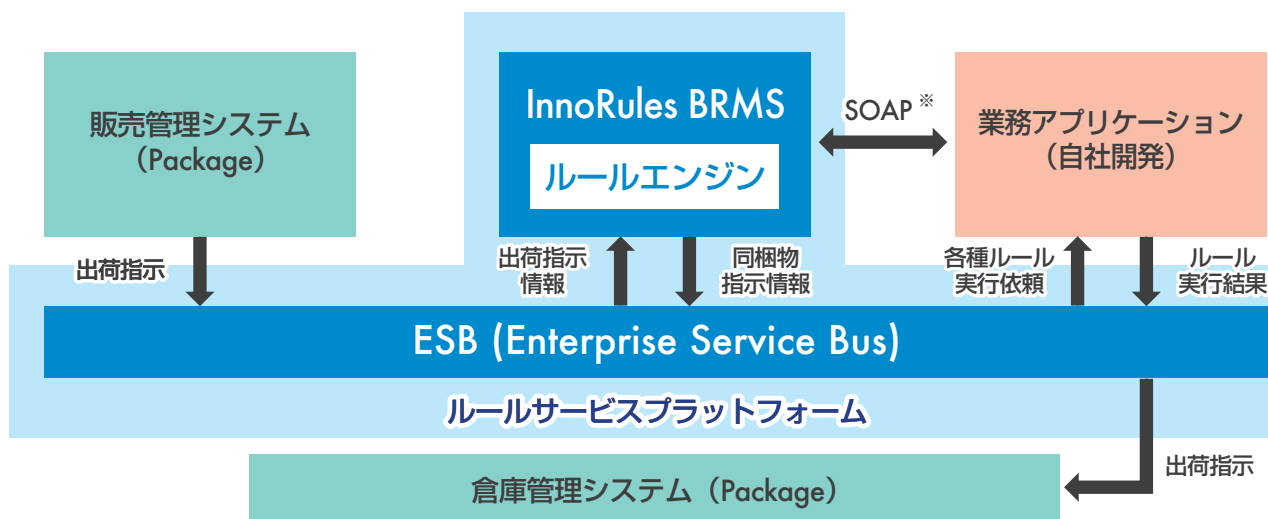 販売管理システム
（Package）
InnoRules BRMS
ルールエンジン
SOAP※
業務アプリケーション
（自社開発）
出荷指示
出荷指示
情報
同梱物
指示情報
各種ルール
実行依頼
ルール
実行結果
ESB (Enterprise Service Bus)
ルールサービスプラットフォーム
出荷指示
倉庫管理システム（Package）